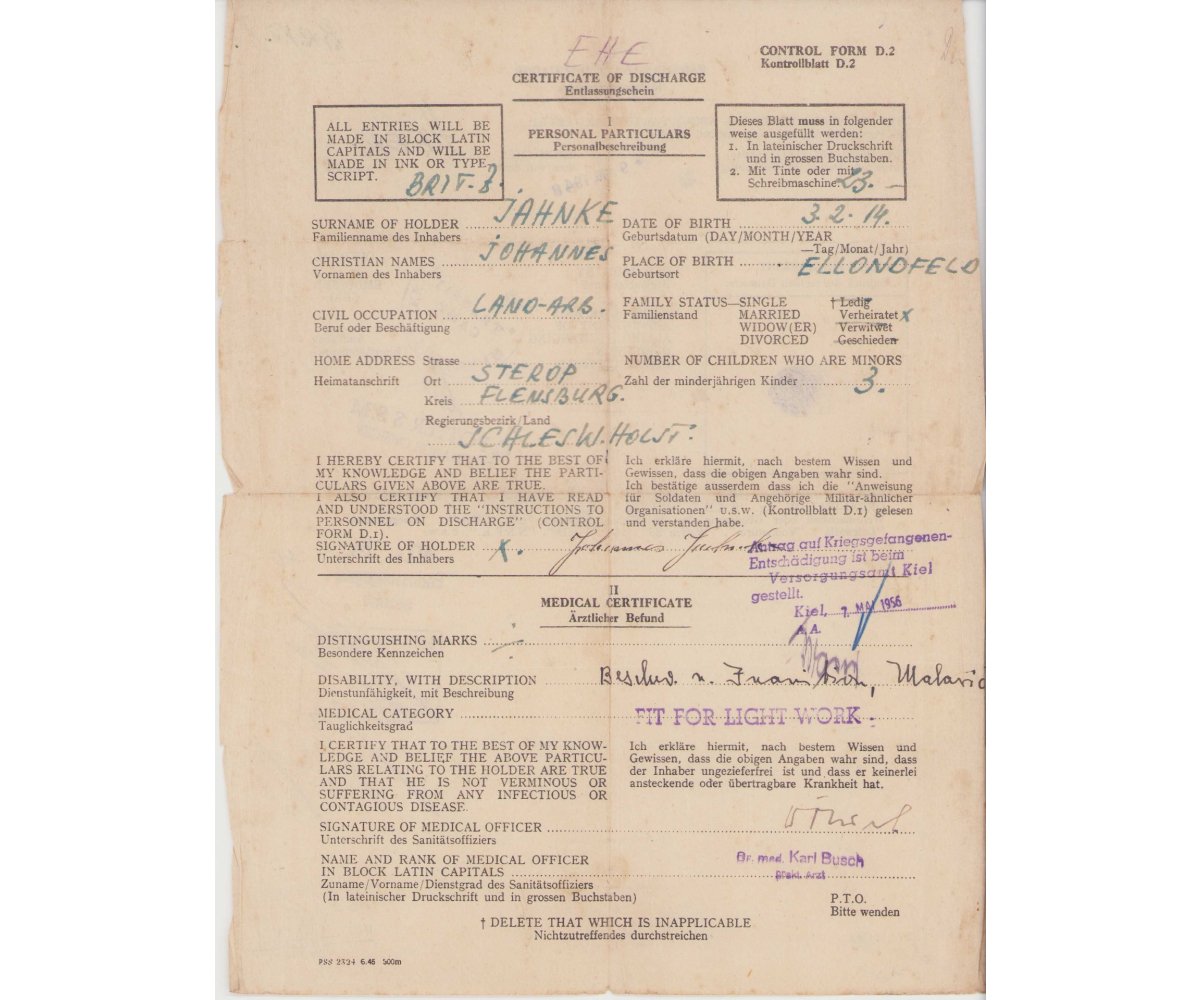 EHE
CONTROL FORM D.2
Kontrollblatt D.2
CERTIFICATE OF DISCHARGE
Entlassungschein
ALL ENTRIES WILL BE
MADE IN BLOCK LATIN
CAPITALS AND WILL BE
MADE IN INK OR TYPE-
SCRIPT.
BRIT-Z.
I
PERSONAL PARTICULARS
Personalbeschreibung
Dieses Blatt muss in folgender
weise ausgefüllt werden:
1. In lateinischer Druckschrift
und in grossen Buchstaben.
2. Mit Tinte oder mit
Schreibmaschine.
23.
SURNAME OF HOLDER JAHNKE
Familienname des Inhabers
DATE OF BIRTH 3.2.14.
Geburtsdatum (DAY/MONTH/YEAR
—Tag/Monat/Jahr)
CHRISTIAN NAMES JOHANNES
Vornamen des Inhabers
PLACE OF BIRTH ELLONDFELD
Geburtsort
CIVIL OCCUPATION LAND-ARB.
Beruf oder Beschäftigung
FAMILY STATUS—SINGLE † Ledig
Familienstand MARRIED Verheiratet x
WIDOW(ER) Verwitwet
DIVORCED Geschieden
HOME ADDRESS Strasse
Heimatanschrift Ort STEROP
Kreis FLENSBURG.
Regierungsbezirk/Land
SCHLESW. HOLST.
NUMBER OF CHILDREN WHO ARE MINORS
Zahl der minderjährigen Kinder 3.
I HEREBY CERTIFY THAT TO THE BEST OF
MY KNOWLEDGE AND BELIEF THE PARTI-
CULARS GIVEN ABOVE ARE TRUE.
I ALSO CERTIFY THAT I HAVE READ
AND UNDERSTOOD THE "INSTRUCTIONS TO
PERSONNEL ON DISCHARGE" (CONTROL
FORM D.1).
SIGNATURE OF HOLDER x. Johannes Jahnke
Unterschrift des Inhabers
Ich erkläre hiermit, nach bestem Wissen und
Gewissen, dass die obigen Angaben wahr sind.
Ich bestätige ausserdem dass ich die "Anweisung
für Soldaten und Angehörige Militär-ähnlicher
Organisationen" u.s.w. (Kontrollblatt D.1) gelesen
und verstanden habe.
Antrag auf Kriegsgefangenen-
Entschädigung ist beim
Versorgungsamt Kiel
gestellt.
Kiel, 7. MAI 1956
A.A.
II
MEDICAL CERTIFICATE
Ärztlicher Befund
DISTINGUISHING MARKS
Besondere Kennzeichen
DISABILITY, WITH DESCRIPTION
Dienstunfähigkeit, mit Beschreibung
MEDICAL CATEGORY FIT FOR LIGHT WORK.
Tauglichkeitsgrad
I CERTIFY THAT TO THE BEST OF MY KNOW-
LEDGE AND BELIEF THE ABOVE PARTICU-
LARS RELATING TO THE HOLDER ARE TRUE
AND THAT HE IS NOT VERMINOUS OR
SUFFERING FROM ANY INFECTIOUS OR
CONTAGIOUS DISEASE.
Ich erkläre hiermit, nach bestem Wissen und
Gewissen, dass die obigen Angaben wahr sind, dass
der Inhaber ungezieferfrei ist und dass er keinerlei
ansteckende oder übertragbare Krankheit hat.
SIGNATURE OF MEDICAL OFFICER
Unterschrift des Sanitätsoffiziers
NAME AND RANK OF MEDICAL OFFICER
IN BLOCK LATIN CAPITALS
Dr. med. Karl Busch
prakt. Arzt
Zuname/Vorname/Dienstgrad des Sanitätsoffiziers
(In lateinischer Druckschrift und in grossen Buchstaben)
P.T.O.
Bitte wenden
† DELETE THAT WHICH IS INAPPLICABLE
Nichtzutreffendes durchstreichen
PSS 2324 6.46 500m